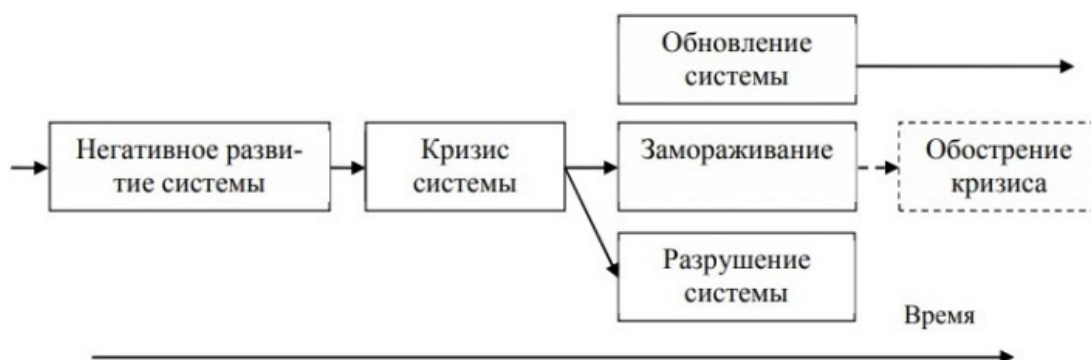 Обновление
системы
Негативное разви-
тие системы
Кризис
системы
Замораживание
Обострение
кризиса
Разрушение
системы
Время